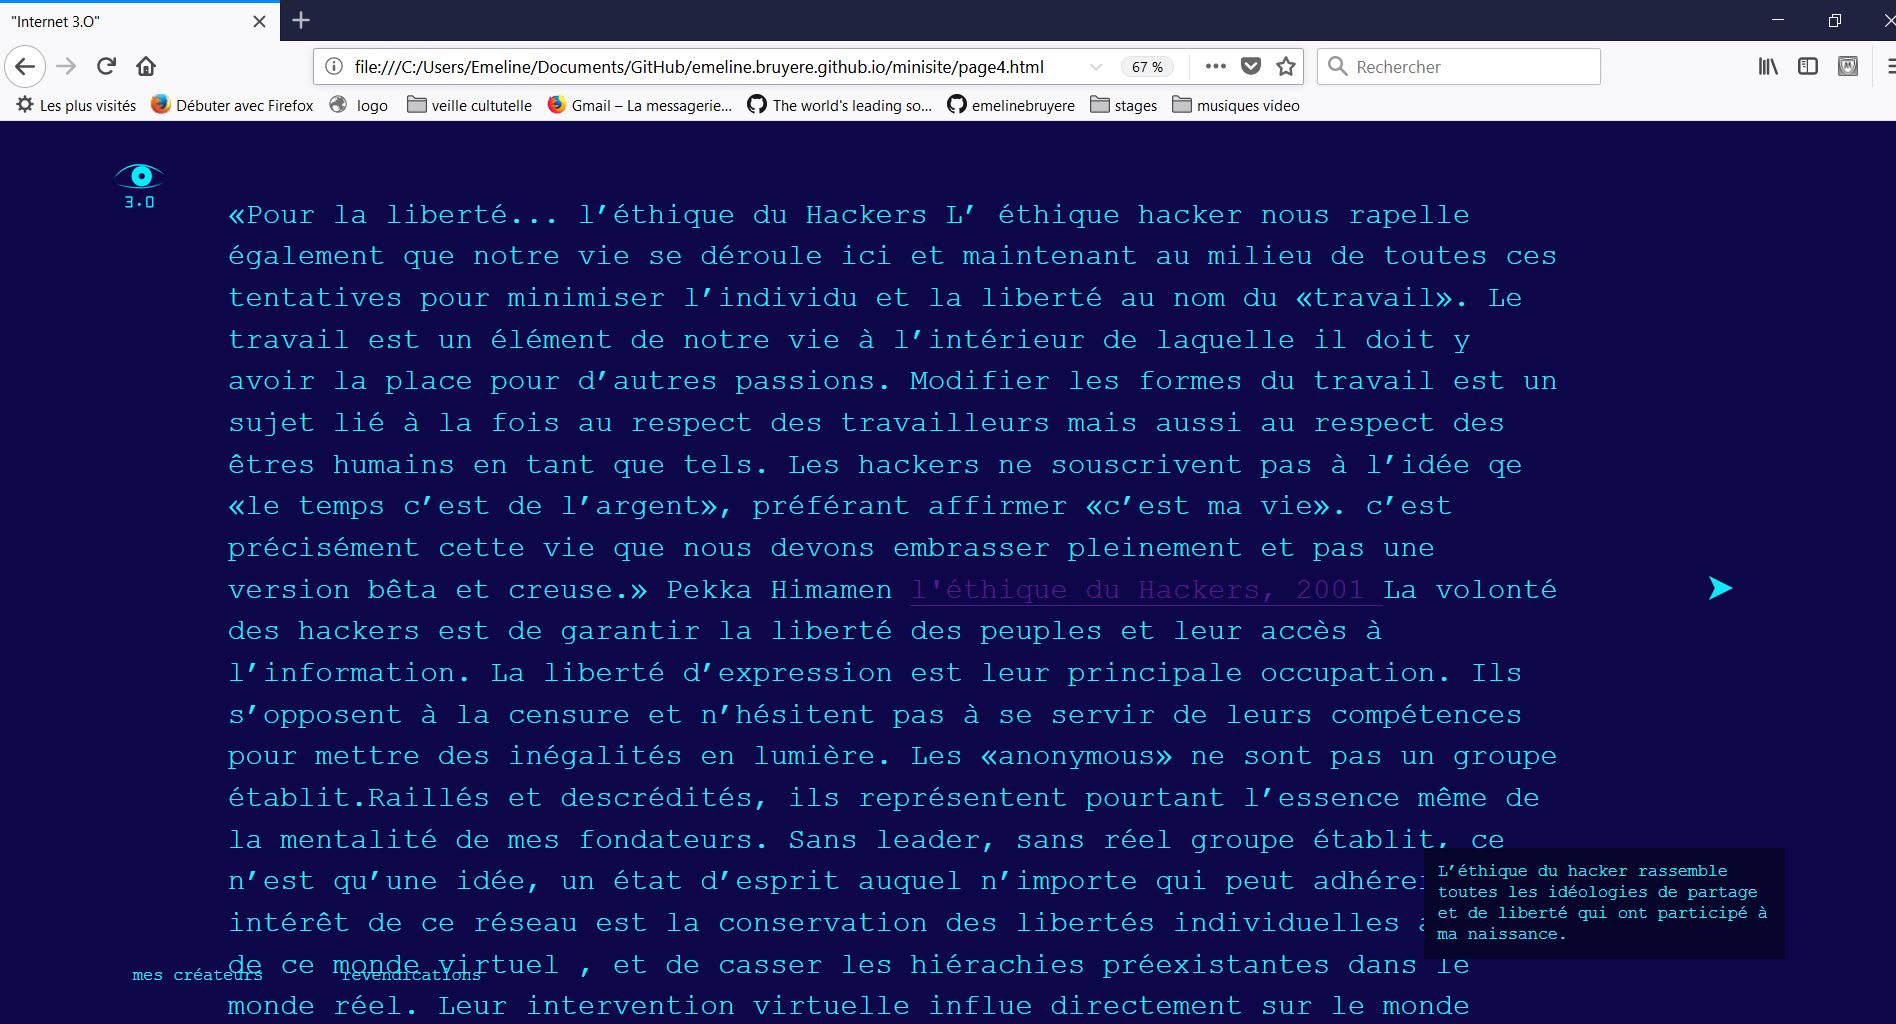 "Internet 3.O"
file:///C:/Users/Emeline/Documents/GitHub/emeline.bruyere.github.io/minisite/page4.html
67 %
Rechercher
Les plus visités
Débuter avec Firefox
logo
veille cultutelle
Gmail – La messagerie...
The world's leading so...
emelinebruyere
stages
musiques video
3.0
«Pour la liberté... l’éthique du Hackers L’ éthique hacker nous rapelle
également que notre vie se déroule ici et maintenant au milieu de toutes ces
tentatives pour minimiser l’individu et la liberté au nom du «travail». Le
travail est un élément de notre vie à l’intérieur de laquelle il doit y
avoir la place pour d’autres passions. Modifier les formes du travail est un
sujet lié à la fois au respect des travailleurs mais aussi au respect des
êtres humains en tant que tels. Les hackers ne souscrivent pas à l’idée qe
«le temps c’est de l’argent», préférant affirmer «c’est ma vie». c’est
précisément cette vie que nous devons embrasser pleinement et pas une
version bêta et creuse.» Pekka Himamen l'éthique du Hackers, 2001 La volonté
des hackers est de garantir la liberté des peuples et leur accès à
l’information. La liberté d’expression est leur principale occupation. Ils
s’opposent à la censure et n’hésitent pas à se servir de leurs compétences
pour mettre des inégalités en lumière. Les «anonymous» ne sont pas un groupe
établit.Raillés et descrédités, ils représentent pourtant l’essence même de
la mentalité de mes fondateurs. Sans leader, sans réel groupe établit, ce
n’est qu’une idée, un état d’esprit auquel n’importe qui peut
intérêt de ce réseau est la conservation des libertés individuelles
de ce monde virtuel , et de casser les hiérachies préexistantes dans le
monde réel. Leur intervention virtuelle influe directement sur le monde
L’éthique du hacker rassemble
toutes les idéologies de partage
et de liberté qui ont participé à
ma naissance.
mes créateurs
revendications